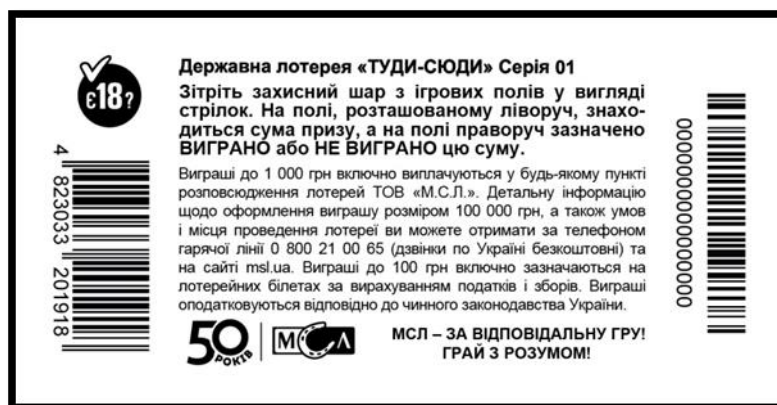 Державна лотерея «ТУДИ-СЮДИ» Серія 01
Зітріть захисний шар з ігрових полів у вигляді
стрілок. На полі, розташованому ліворуч, знахо-
диться сума призу, а на полі праворуч зазначено
ВИГРАНО або НЕ ВИГРАНО цю суму.
Виграші до 1 000 грн включно виплачуються у будь-якому пункті
розповсюдження лотерей ТОВ «М.С.Л.». Детальну інформацію
щодо оформлення виграшу розміром 100 000 грн, а також умов
і місця проведення лотереї ви можете отримати за телефоном
гарячої лінії 0 800 21 00 65 (дзвінки по Україні безкоштовні) та
на сайті msl.ua. Виграші до 100 грн включно зазначаються на
лотерейних білетах за вирахуванням податків і зборів. Виграші
оподатковуються відповідно до чинного законодавства України.
є18?
4 823033 201918
50 РОКІВ
МСЛ
МСЛ – ЗА ВІДПОВІДАЛЬНУ ГРУ!
ГРАЙ З РОЗУМОМ!